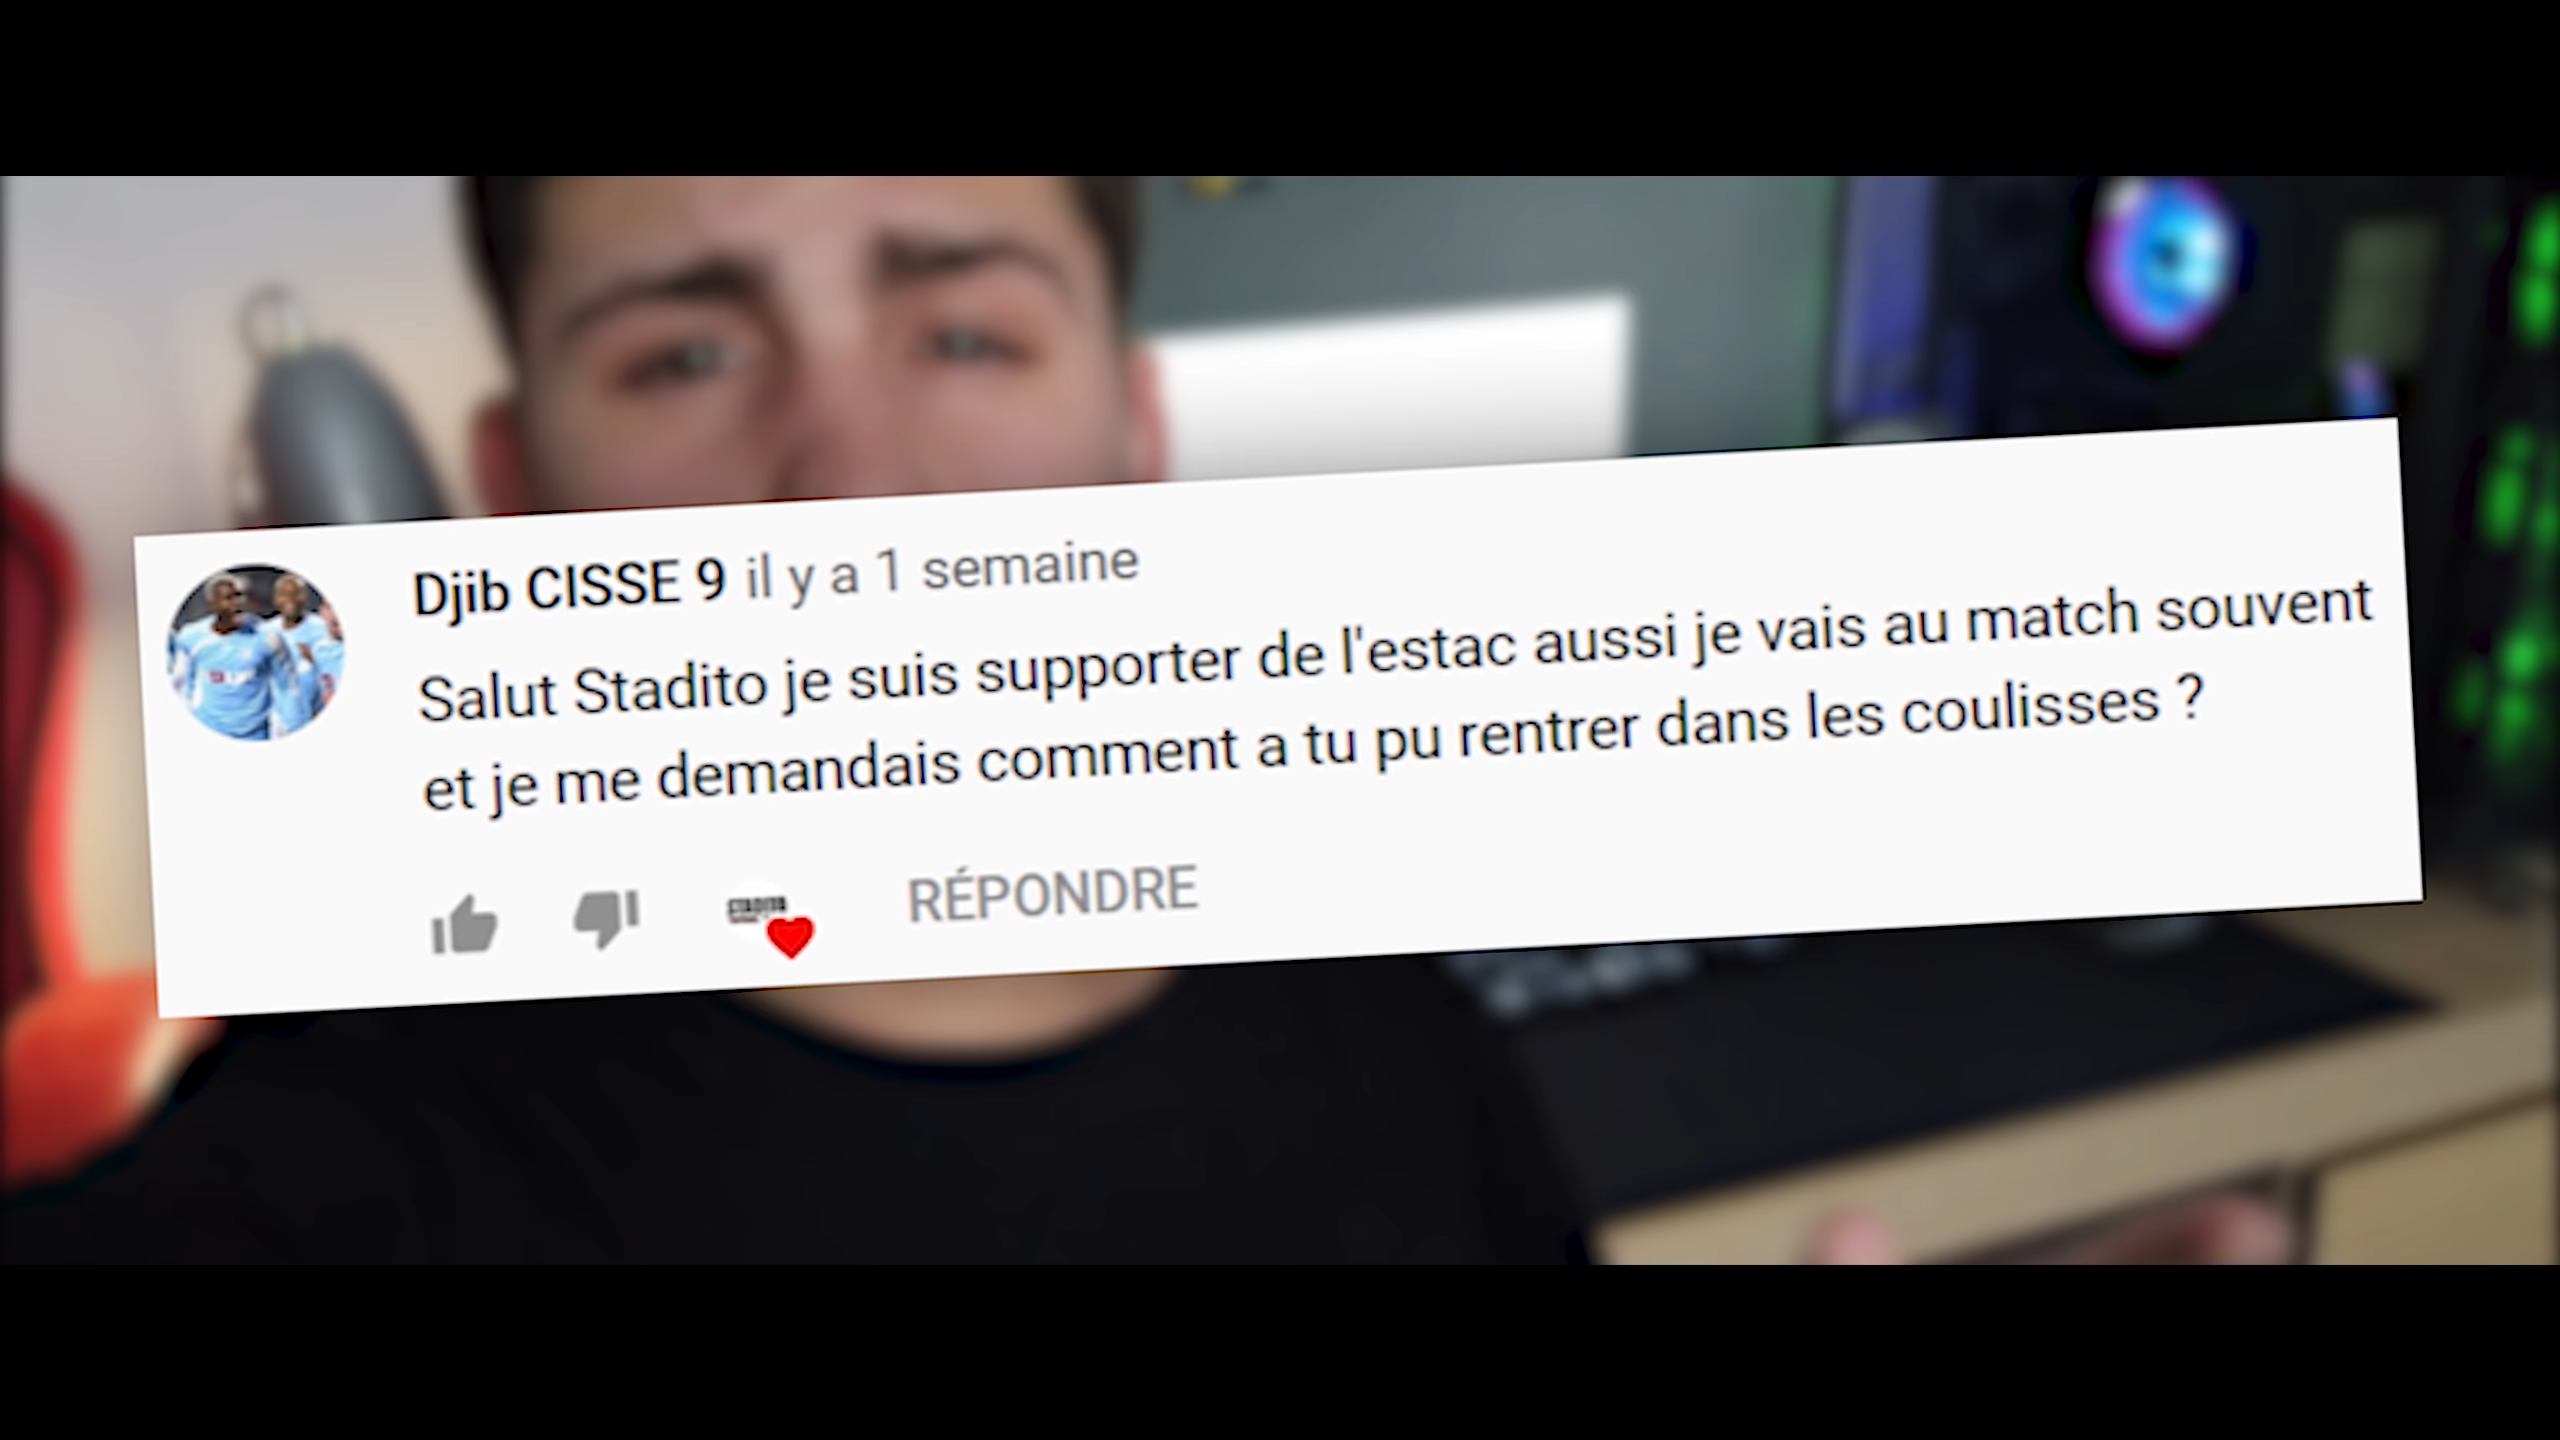 Djib CISSE 9 il y a 1 semaine
Salut Stadito je suis supporter de l'estac aussi je vais au match souvent
et je me demandais comment a tu pu rentrer dans les coulisses ?
RÉPONDRE